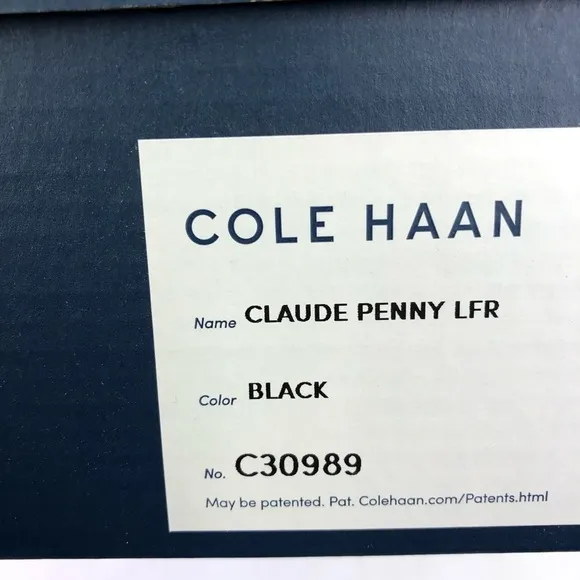 COLE HAAN
Name CLAUDE PENNY LFR
Color BLACK
No. C30989
May be patented. Pat. Colehaan.com/Patents.html